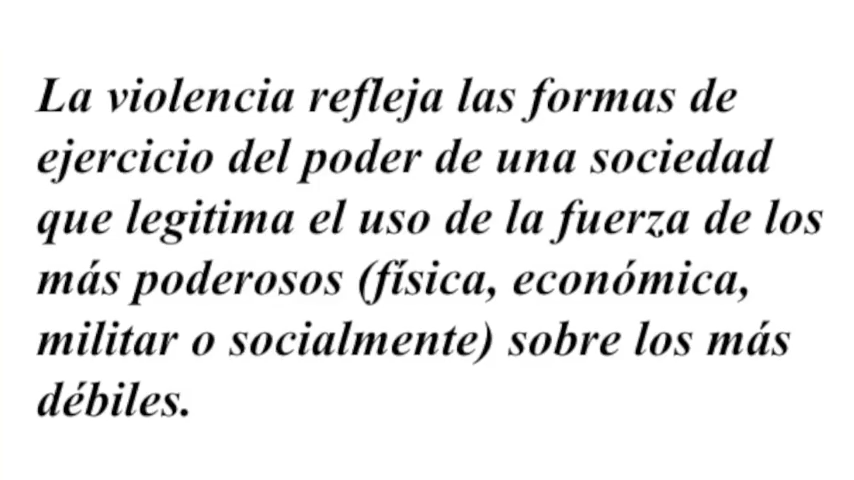 La violencia refleja las formas de
ejercicio del poder de una sociedad
que legitima el uso de la fuerza de los
más poderosos (física, económica,
militar o socialmente) sobre los más
débiles.